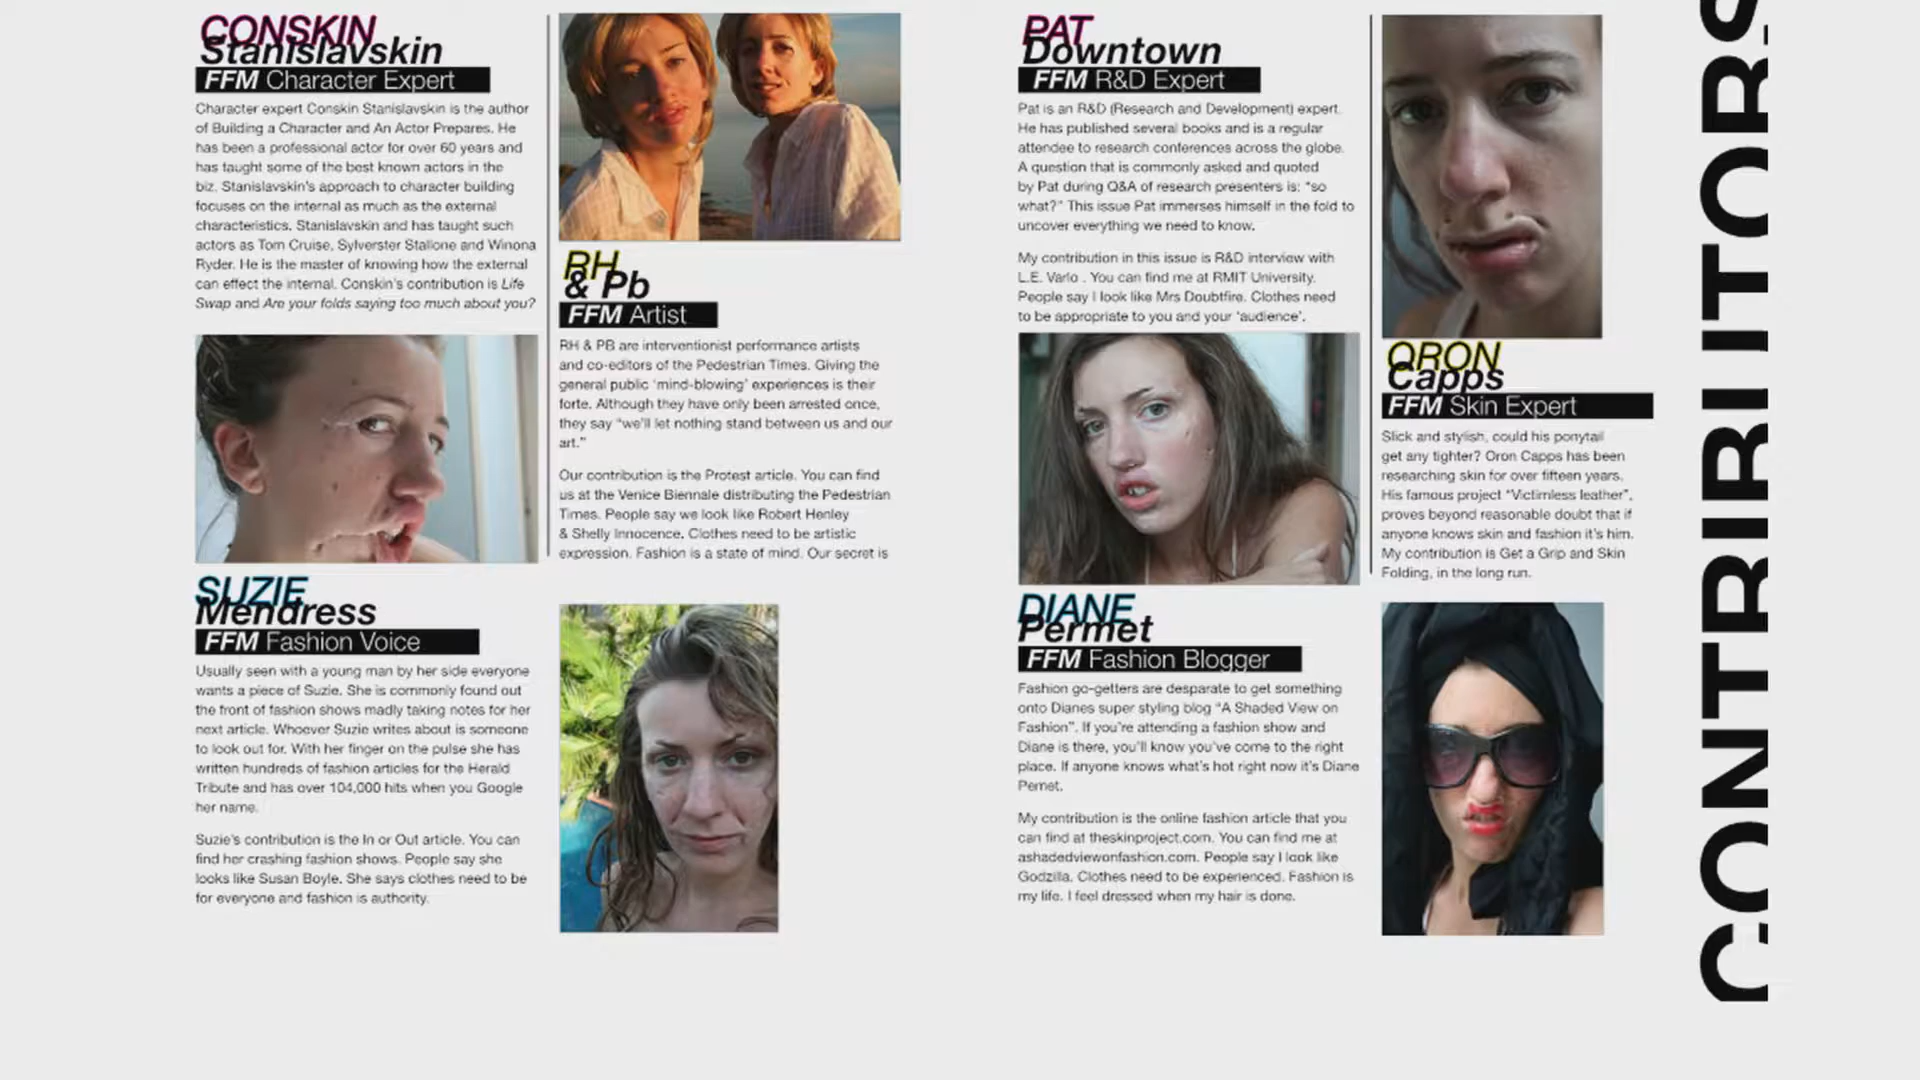 CONSKIN
Stanislavskin
FFM Character Expert
Character expert Conskin Stanislavskin is the author
of Building a Character and An Actor Prepares. He
has been a professional actor for over 60 years and
has taught some of the best known actors in the
biz. Stanislavskin's approach to character building
focuses on the internal as much as the external
characteristics. Stanislavskin and has taught such
actors as Tom Cruise, Sylverster Stallone and Winona
Ryder. He is the master of knowing how the external
can effect the internal. Conskin's contribution is Life
Swap and Are your folds saying too much about you?
RH
& Pb
FFM Artist
RH & PB are interventionist performance artists
and co-editors of the Pedestrian Times. Giving the
general public 'mind-blowing' experiences is their
forte. Although they have only been arrested once,
they say "we'll let nothing stand between us and our
art."
Our contribution is the Protest article. You can find
us at the Venice Biennale distributing the Pedestrian
Times. People say we look like Robert Henley
& Shelly Innocence. Clothes need to be artistic
expression. Fashion is a state of mind. Our secret is
SUZIE
Mendress
FFM Fashion Voice
Usually seen with a young man by her side everyone
wants a piece of Suzie. She is commonly found out
the front of fashion shows madly taking notes for her
next article. Whoever Suzie writes about is someone
to look out for. With her finger on the pulse she has
written hundreds of fashion articles for the Herald
Tribute and has over 104,000 hits when you Google
her name.
Suzie's contribution is the In or Out article. You can
find her crashing fashion shows. People say she
looks like Susan Boyle. She says clothes need to be
for everyone and fashion is authority.
PAT
Downtown
FFM R&D Expert
Pat is an R&D (Research and Development) expert.
He has published several books and is a regular
attendee to research conferences across the globe.
A question that is commonly asked and quoted
by Pat during Q&A of research presenters is: "so
what?" This issue Pat immerses himself in the fold to
uncover everything we need to know.
My contribution in this issue is R&D interview with
L.E. Varlo . You can find me at RMIT University.
People say I look like Mrs Doubtfire. Clothes need
to be appropriate to you and your 'audience'.
ORON
Capps
FFM Skin Expert
Slick and stylish, could his ponytail
get any tighter? Oron Capps has been
researching skin for over fifteen years.
His famous project "Victimless leather",
proves beyond reasonable doubt that if
anyone knows skin and fashion it's him.
My contribution is Get a Grip and Skin
Folding, in the long run.
DIANE
Permet
FFM Fashion Blogger
Fashion go-getters are desparate to get something
onto Dianes super styling blog "A Shaded View on
Fashion". If you're attending a fashion show and
Diane is there, you'll know you've come to the right
place. If anyone knows what's hot right now it's Diane
Pemet.
My contribution is the online fashion article that you
can find at theskinproject.com. You can find me at
ashadedviewonfashion.com. People say I look like
Godzilla. Clothes need to be experienced. Fashion is
my life. I feel dressed when my hair is done.
CONTRIBUTORS